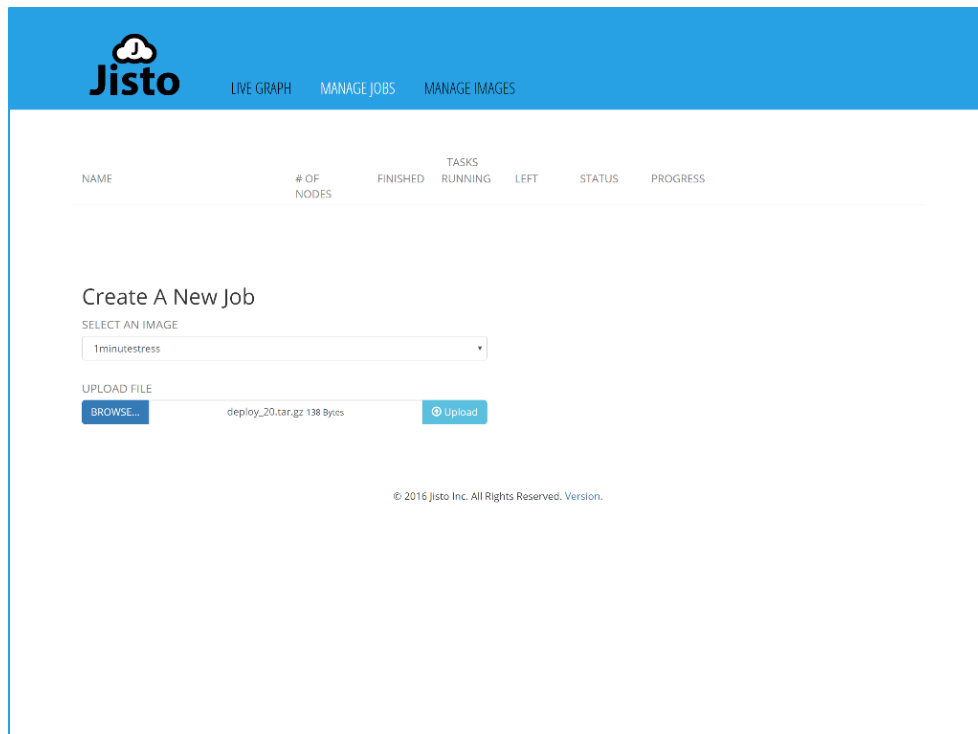 J
Jisto
LIVE GRAPH MANAGE JOBS MANAGE IMAGES
TASKS
NAME # OF FINISHED RUNNING LEFT STATUS PROGRESS
NODES
Create A New Job
SELECT AN IMAGE
1minutestress
UPLOAD FILE
BROWSE... deploy_20.tar.gz 138 Bytes Upload
© 2016 Jisto Inc. All Rights Reserved. Version.